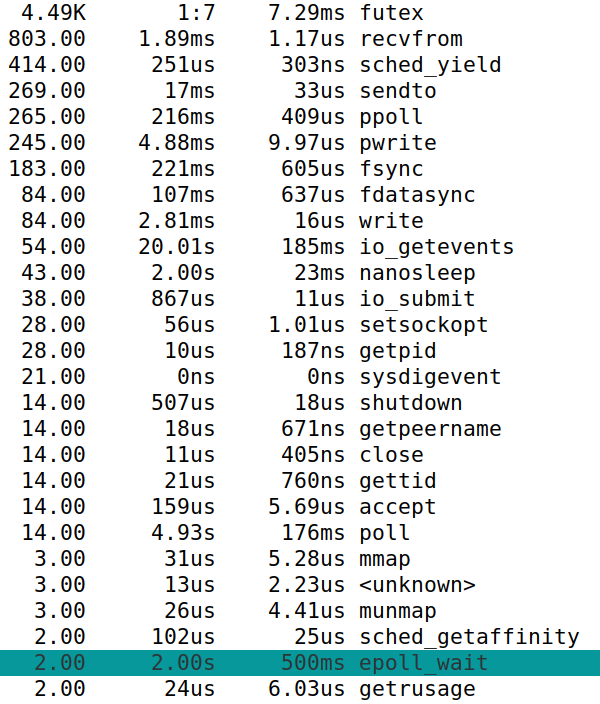 4.49K 1:7 7.29ms futex
803.00 1.89ms 1.17us recvfrom
414.00 251us 303ns sched_yield
269.00 17ms 33us sendto
265.00 216ms 409us ppoll
245.00 4.88ms 9.97us pwrite
183.00 221ms 605us fsync
84.00 107ms 637us fdatasync
84.00 2.81ms 16us write
54.00 20.01s 185ms io_getevents
43.00 2.00s 23ms nanosleep
38.00 867us 11us io_submit
28.00 56us 1.01us setsockopt
28.00 10us 187ns getpid
21.00 0ns 0ns sysdigevent
14.00 507us 18us shutdown
14.00 18us 671ns getpeername
14.00 11us 405ns close
14.00 21us 760ns gettid
14.00 159us 5.69us accept
14.00 4.93s 176ms poll
3.00 31us 5.28us mmap
3.00 13us 2.23us <unknown>
3.00 26us 4.41us munmap
2.00 102us 25us sched_getaffinity
2.00 2.00s 500ms epoll_wait
2.00 24us 6.03us getrusage